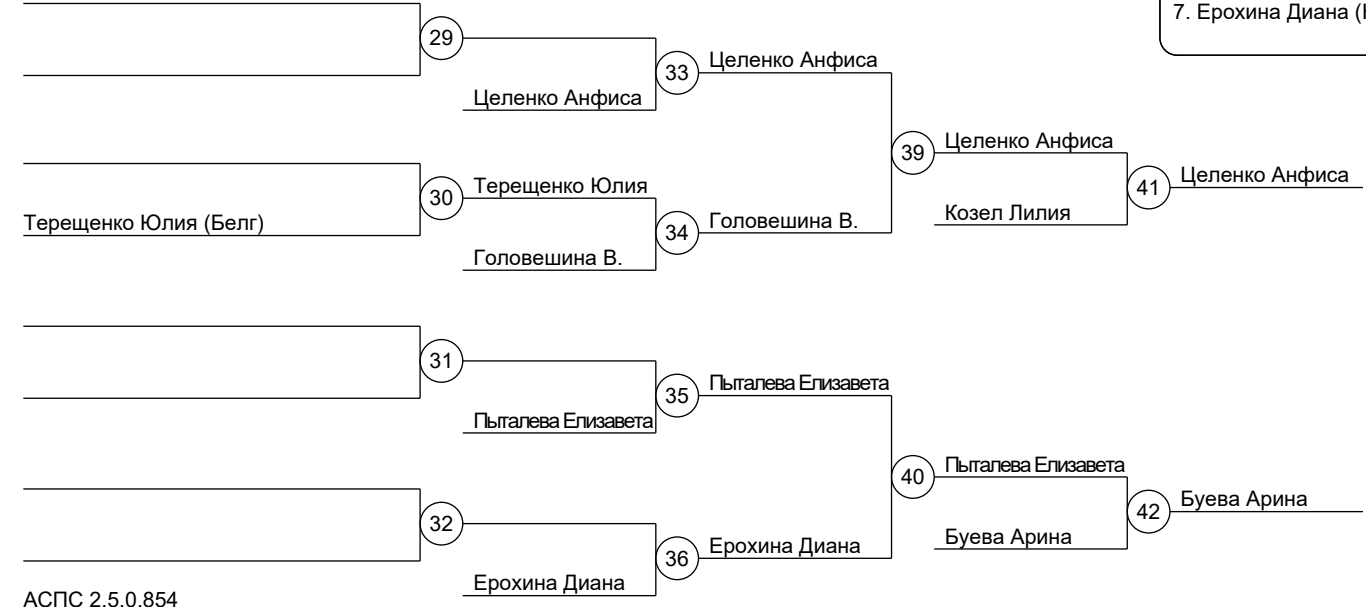 7. Ерохина Диана (
29
Целенко Анфиса
33
Целенко Анфиса
39
Целенко Анфиса
41
Целенко Анфиса
Козел Лилия
30
Терещенко Юлия
Терещенко Юлия (Белг)
34
Головешина В.
Головешина В.
31
35
Пыталева Елизавета
Пыталева Елизавета
40
Пыталева Елизавета
42
Буева Арина
Буева Арина
32
36
Ерохина Диана
Ерохина Диана
АСПС 2.5.0.854